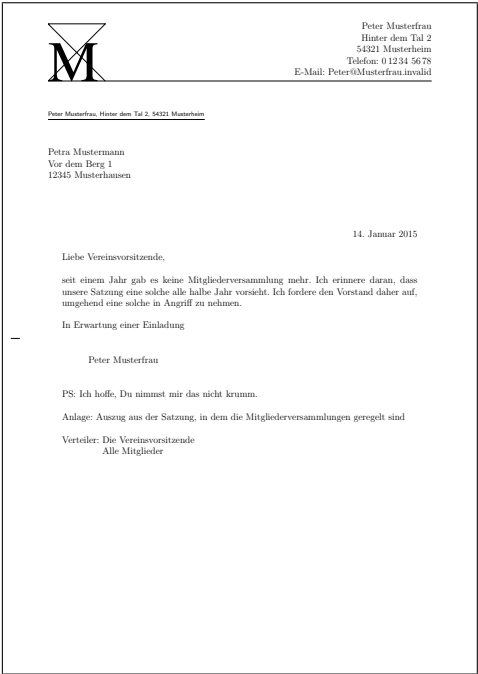 M
Peter Musterfrau
Hinter dem Tal 2
54321 Musterheim
Telefon: 0 12 34 56 78
E-Mail: Peter@Musterfrau.invalid
Peter Musterfrau, Hinter dem Tal 2, 54321 Musterheim
Petra Mustermann
Vor dem Berg 1
12345 Musterhausen
14. Januar 2015
Liebe Vereinsvorsitzende,
seit einem Jahr gab es keine Mitgliederversammlung mehr. Ich erinnere daran, dass
unsere Satzung eine solche alle halbe Jahr vorsieht. Ich fordere den Vorstand daher auf,
umgehend eine solche in Angriff zu nehmen.
In Erwartung einer Einladung
Peter Musterfrau
PS: Ich hoffe, Du nimmst mir das nicht krumm.
Anlage: Auszug aus der Satzung, in dem die Mitgliederversammlungen geregelt sind
Verteiler: Die Vereinsvorsitzende
Alle Mitglieder